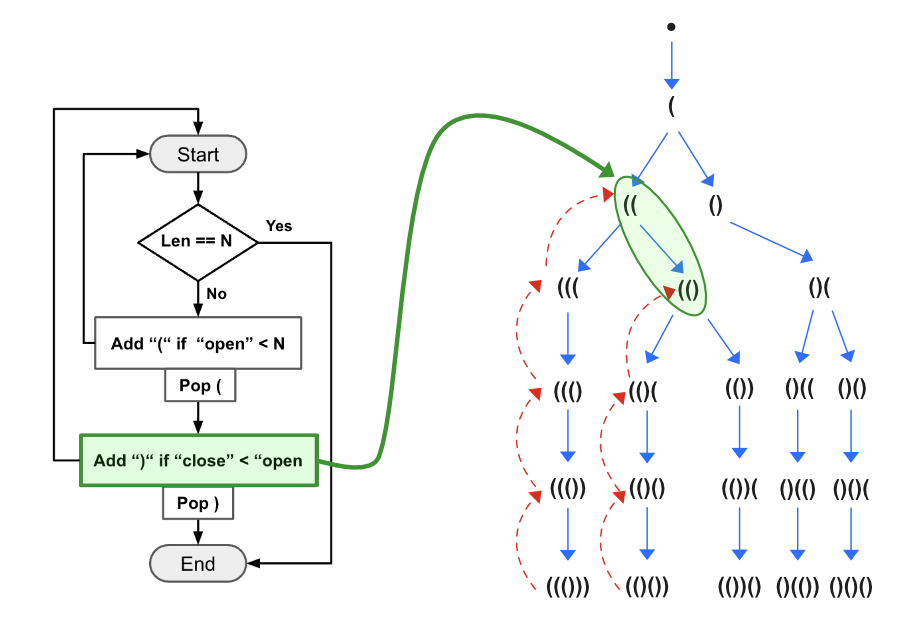 Start
Len == N
Yes
No
Add “(“ if “open” < N
Pop (
Add “)“ if “close” < “open
Pop )
End
(
((
()
(((
(()
()(
((()
(()(
(())
()((
()()
((())
(()()
(())(
()(()
()()(
((()))
(()())
(())()
()(())
()()()